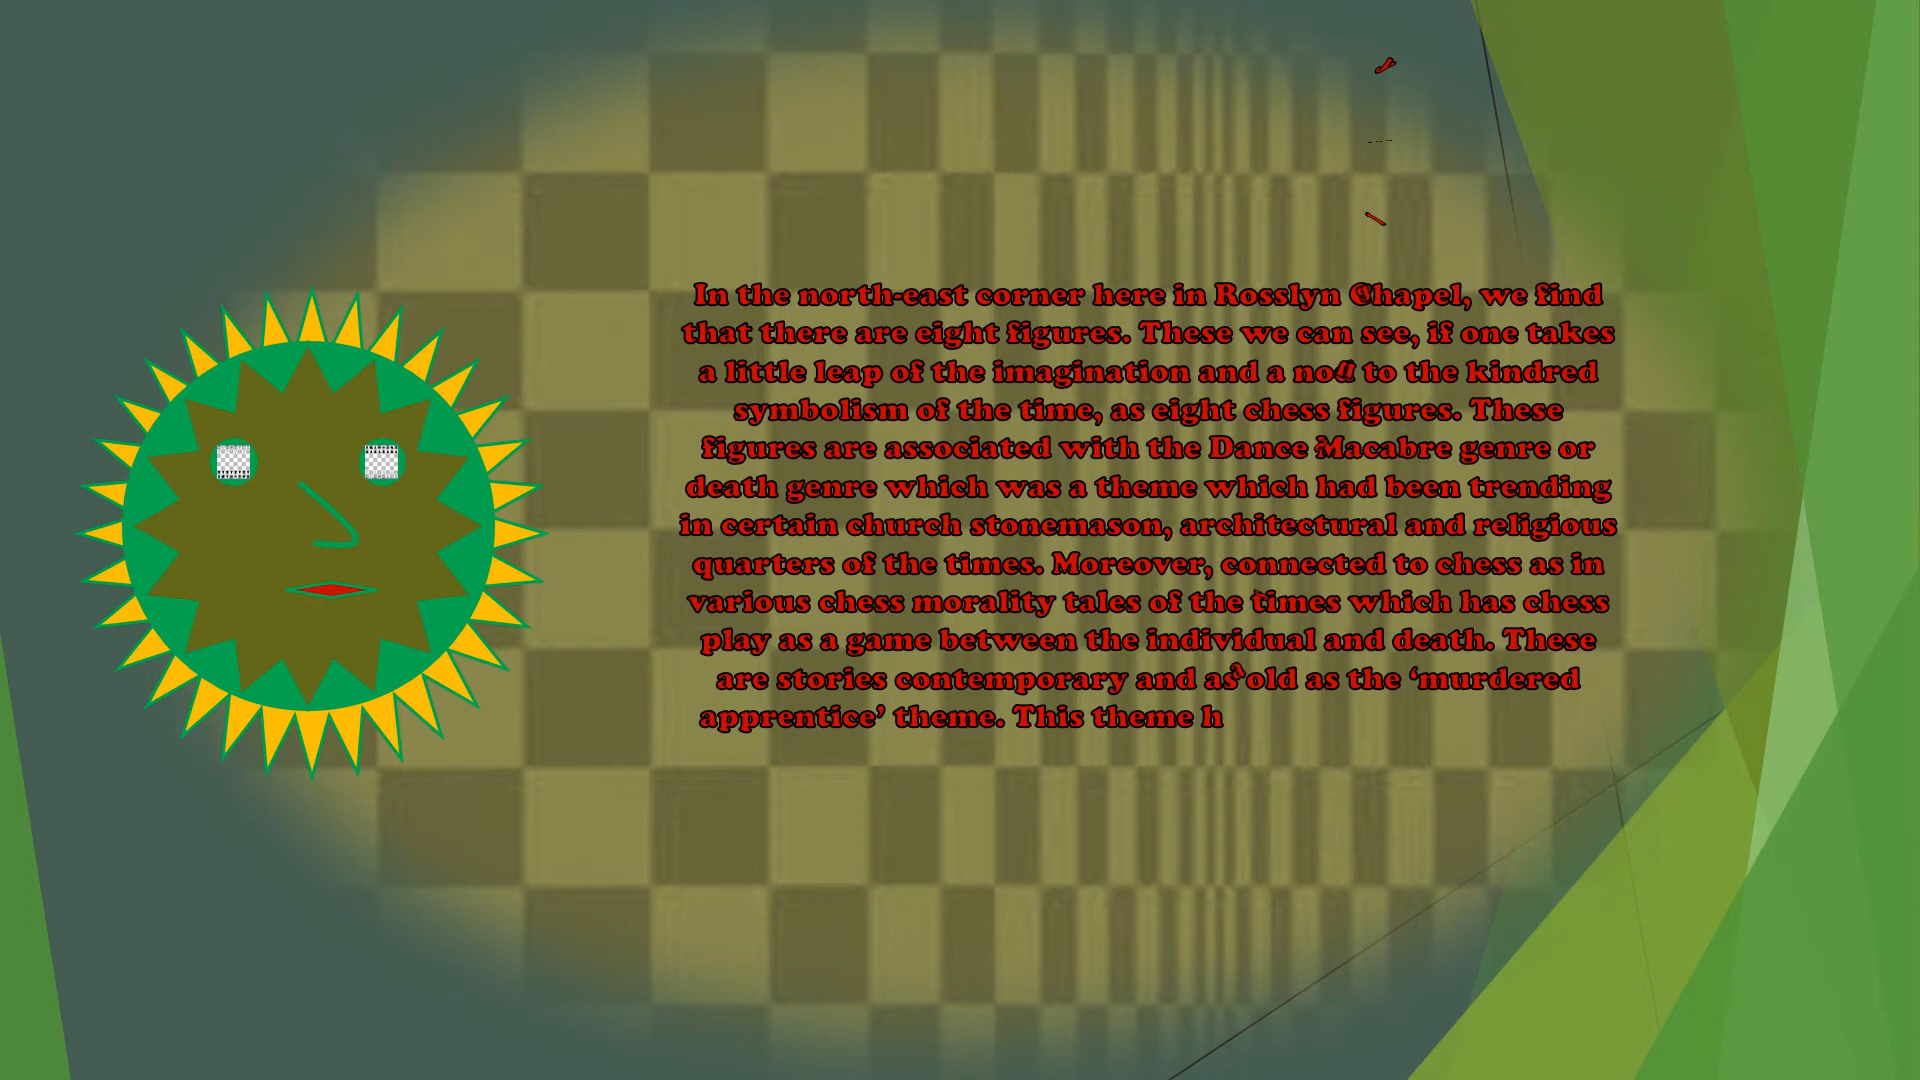 In the north-east corner here in Rosslyn Chapel, we find
that there are eight figures. These we can see, if one takes
a little leap of the imagination and a nod to the kindred
symbolism of the time, as eight chess figures. These
figures are associated with the Dance Macabre genre or
death genre which was a theme which had been trending
in certain church stonemason, architectural and religious
quarters of the times. Moreover, connected to chess as in
various chess morality tales of the times which has chess
play as a game between the individual and death. These
are stories contemporary and as old as the ‘murdered
apprentice’ theme. This theme h